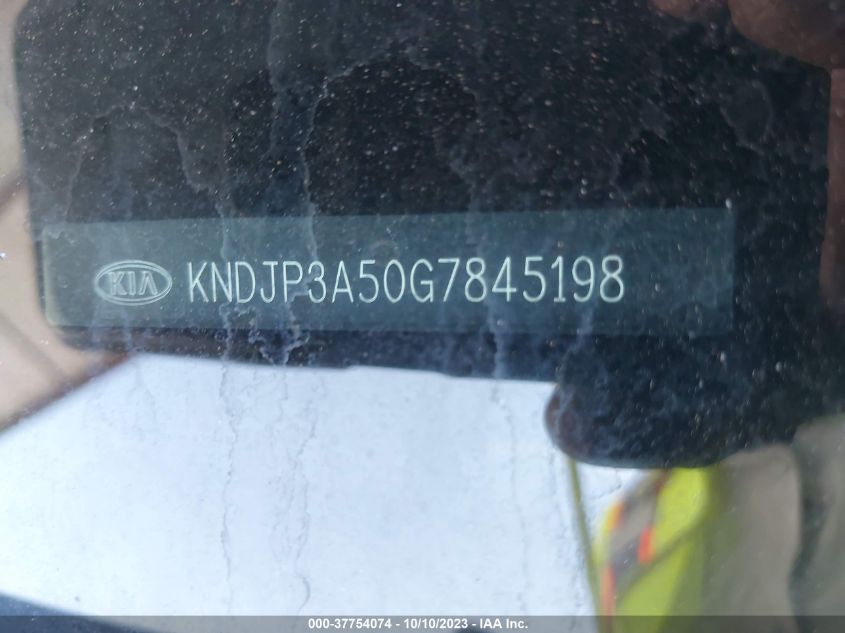 KIA KNDJP3A50G7845198
000-37754074 - 10/10/2023 - IAA Inc.